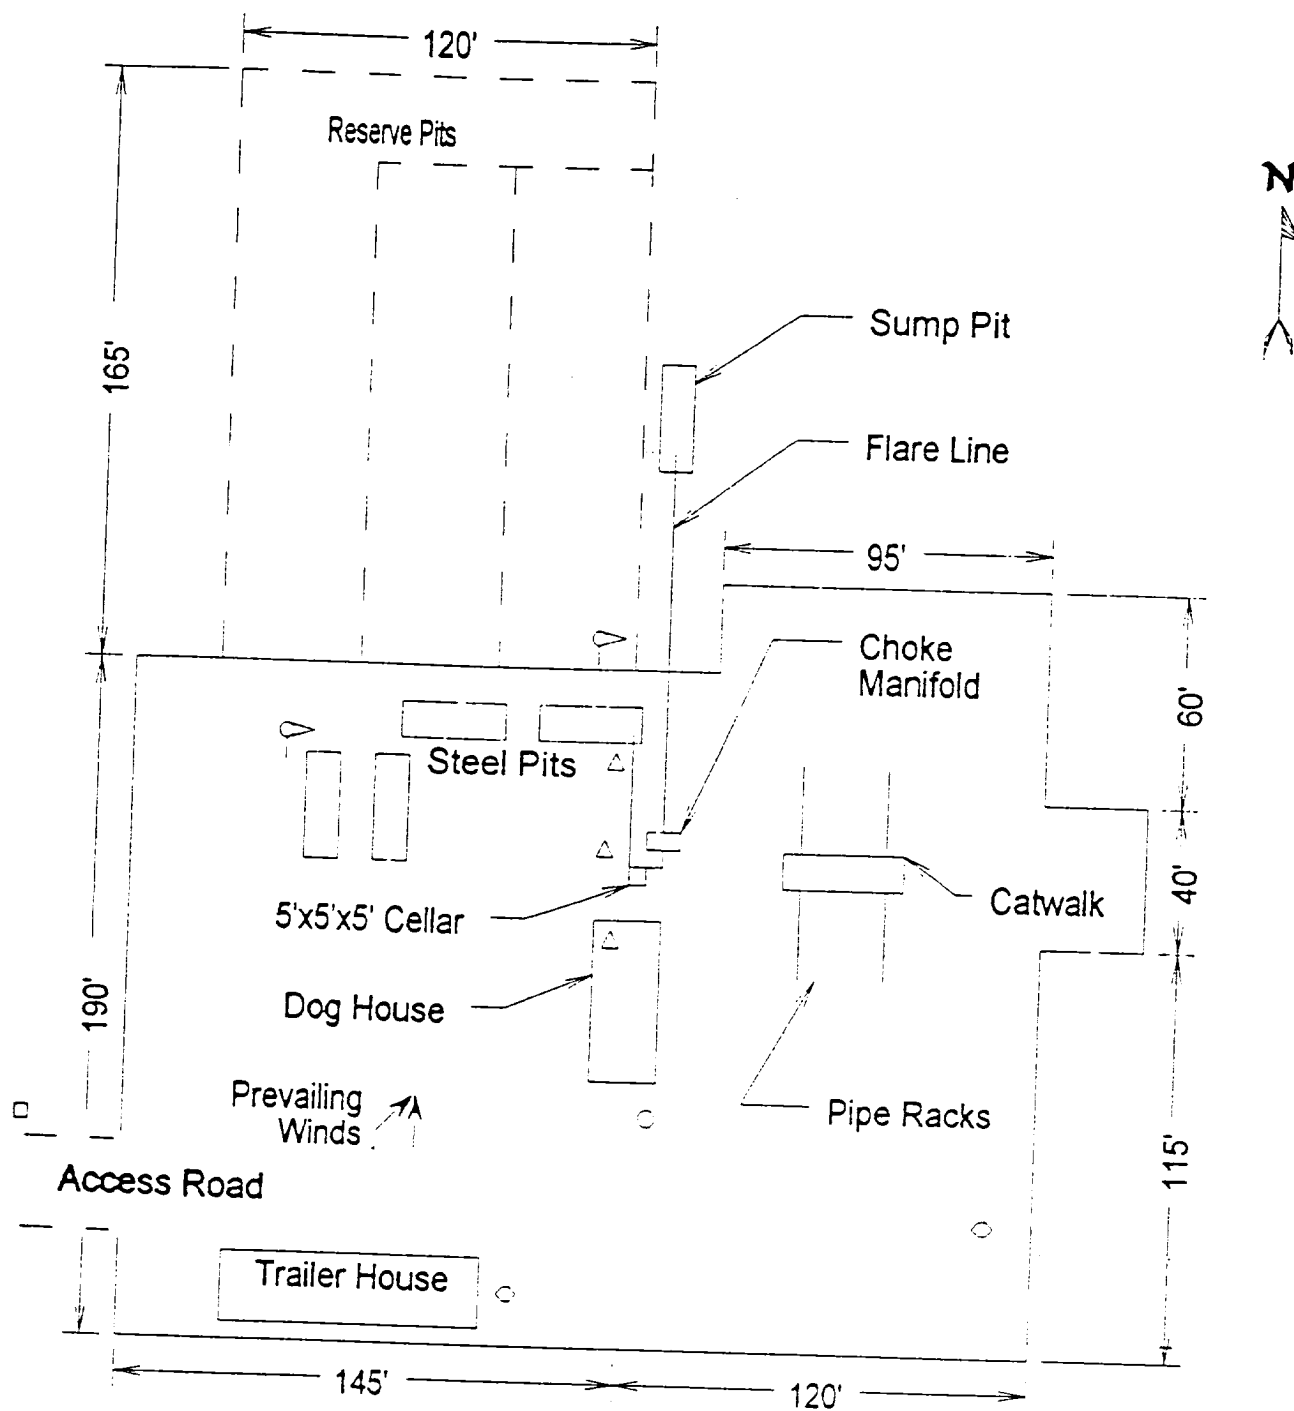 120'
Reserve Pits
N
Sump Pit
165'
Flare Line
95'
Choke
Manifold
60'
Steel Pits
40'
Catwalk
5'x5'x5' Cellar
190'
Dog House
Prevailing
Winds
Pipe Racks
115'
Access Road
Trailer House
145'
120'